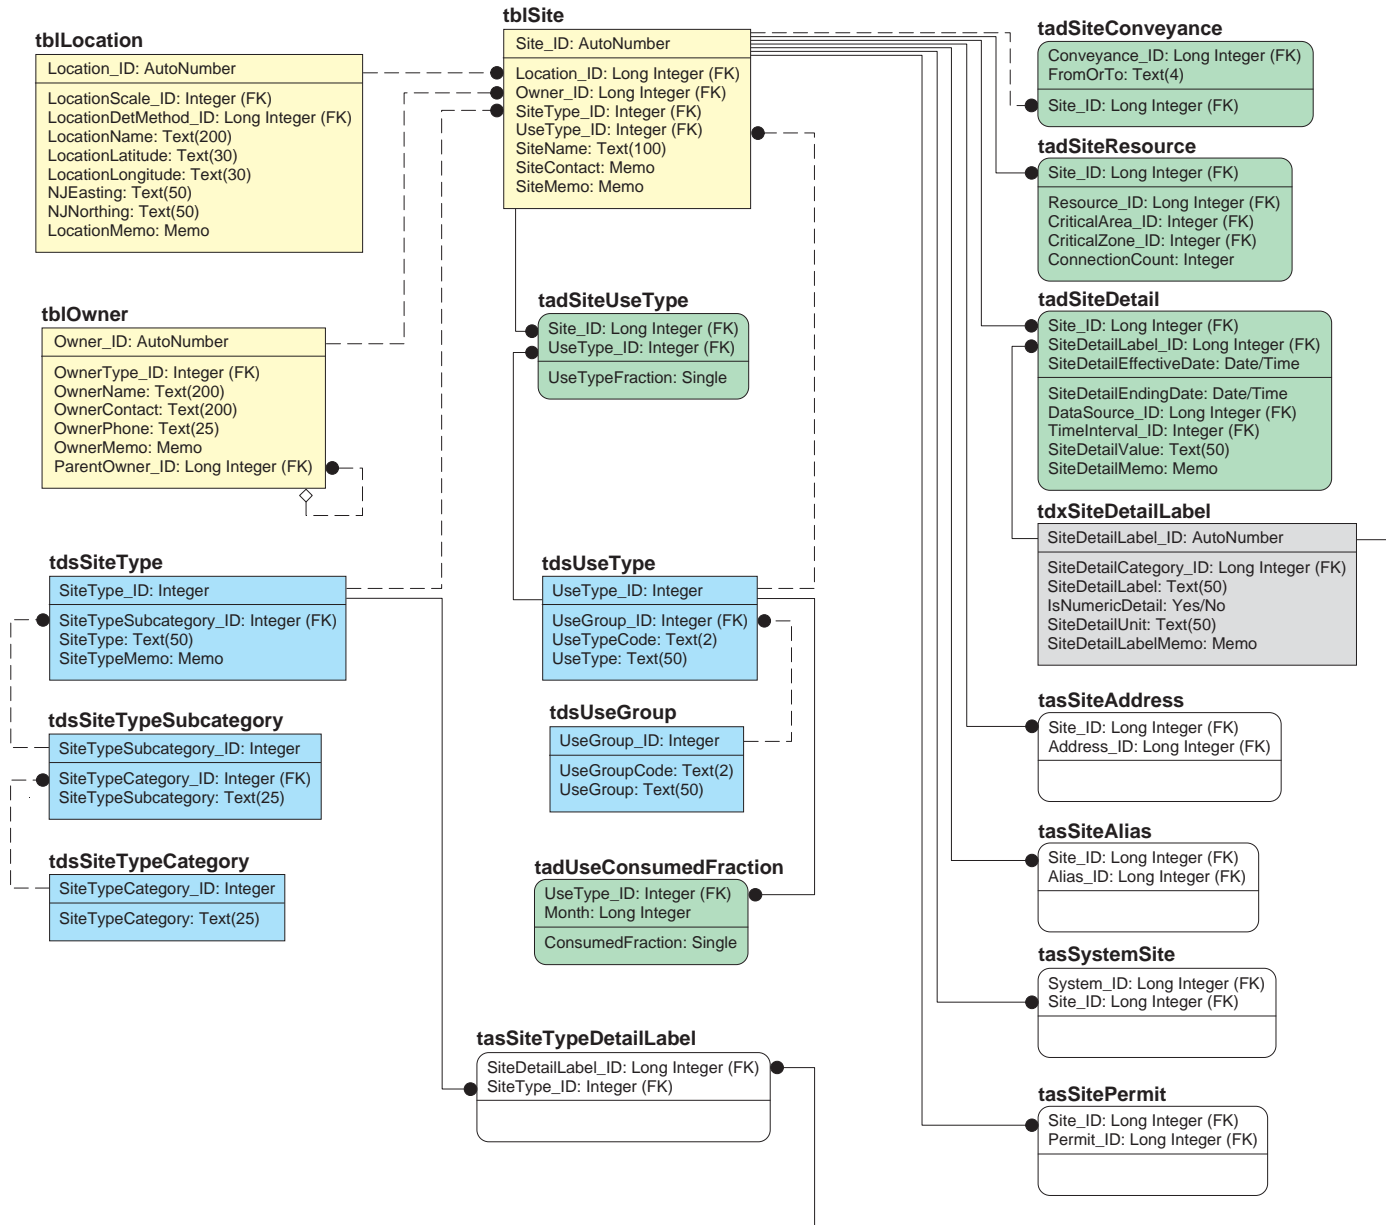 tblLocation
Location_ID: AutoNumber
LocationScale_ID: Integer (FK)
LocationDetMethod_ID: Long Integer (FK)
LocationName: Text(200)
LocationLatitude: Text(30)
LocationLongitude: Text(30)
NJEasting: Text(50)
NJNorthing: Text(50)
LocationMemo: Memo
tblOwner
Owner_ID: AutoNumber
OwnerType_ID: Integer (FK)
OwnerName: Text(200)
OwnerContact: Text(200)
OwnerPhone: Text(25)
OwnerMemo: Memo
ParentOwner_ID: Long Integer (FK)
tdsSiteType
SiteType_ID: Integer
SiteTypeSubcategory_ID: Integer (FK)
SiteType: Text(50)
SiteTypeMemo: Memo
tdsSiteTypeSubcategory
SiteTypeSubcategory_ID: Integer
SiteTypeCategory_ID: Integer (FK)
SiteTypeSubcategory: Text(25)
tdsSiteTypeCategory
SiteTypeCategory_ID: Integer
SiteTypeCategory: Text(25)
tblSite
Site_ID: AutoNumber
Location_ID: Long Integer (FK)
Owner_ID: Long Integer (FK)
SiteType_ID: Integer (FK)
UseType_ID: Integer (FK)
SiteName: Text(100)
SiteContact: Memo
SiteMemo: Memo
tadSiteUseType
Site_ID: Long Integer (FK)
UseType_ID: Integer (FK)
UseTypeFraction: Single
tdsUseType
UseType_ID: Integer
UseGroup_ID: Integer (FK)
UseTypeCode: Text(2)
UseType: Text(50)
tdsUseGroup
UseGroup_ID: Integer
UseGroupCode: Text(2)
UseGroup: Text(50)
tadUseConsumedFraction
UseType_ID: Integer (FK)
Month: Long Integer
ConsumedFraction: Single
tasSiteTypeDetailLabel
SiteDetailLabel_ID: Long Integer (FK)
SiteType_ID: Integer (FK)
tadSiteConveyance
Conveyance_ID: Long Integer (FK)
FromOrTo: Text(4)
Site_ID: Long Integer (FK)
tadSiteResource
Site_ID: Long Integer (FK)
Resource_ID: Long Integer (FK)
CriticalArea_ID: Integer (FK)
CriticalZone_ID: Integer (FK)
ConnectionCount: Integer
tadSiteDetail
Site_ID: Long Integer (FK)
SiteDetailLabel_ID: Long Integer (FK)
SiteDetailEffectiveDate: Date/Time
SiteDetailEndingDate: Date/Time
DataSource_ID: Long Integer (FK)
TimeInterval_ID: Integer (FK)
SiteDetailValue: Text(50)
SiteDetailMemo: Memo
tdxSiteDetailLabel
SiteDetailLabel_ID: AutoNumber
SiteDetailCategory_ID: Long Integer (FK)
SiteDetailLabel: Text(50)
IsNumericDetail: Yes/No
SiteDetailUnit: Text(50)
SiteDetailLabelMemo: Memo
tasSiteAddress
Site_ID: Long Integer (FK)
Address_ID: Long Integer (FK)
tasSiteAlias
Site_ID: Long Integer (FK)
Alias_ID: Long Integer (FK)
tasSystemSite
System_ID: Long Integer (FK)
Site_ID: Long Integer (FK)
tasSitePermit
Site_ID: Long Integer (FK)
Permit_ID: Long Integer (FK)